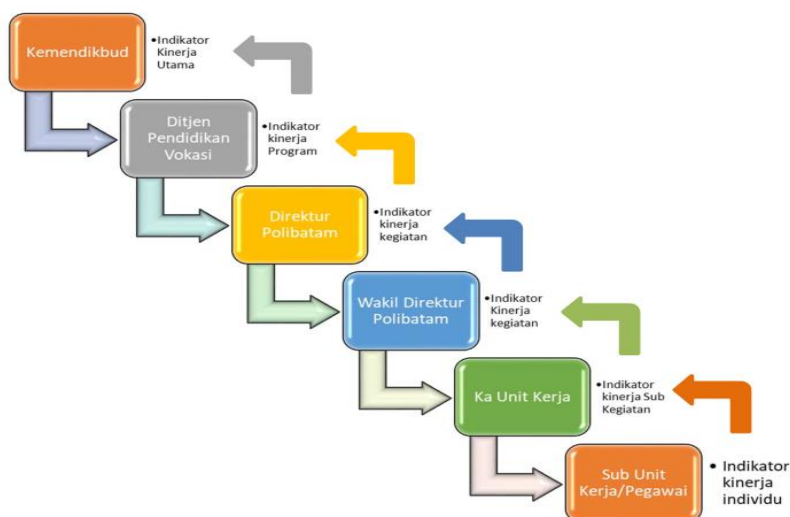 Kemendikbud
•Indikator
Kinerja
Utama
Ditjen
Pendidikan
Vokasi
•Indikator
kinerja
Program
Direktur
Polibatam
•Indikator
kinerja
kegiatan
Wakil Direktur
Polibatam
•Indikator
Kinerja
kegiatan
Ka Unit Kerja
•Indikator
kinerja Sub
Kegiatan
Sub Unit
Kerja/Pegawai
• Indikator
kinerja
individu